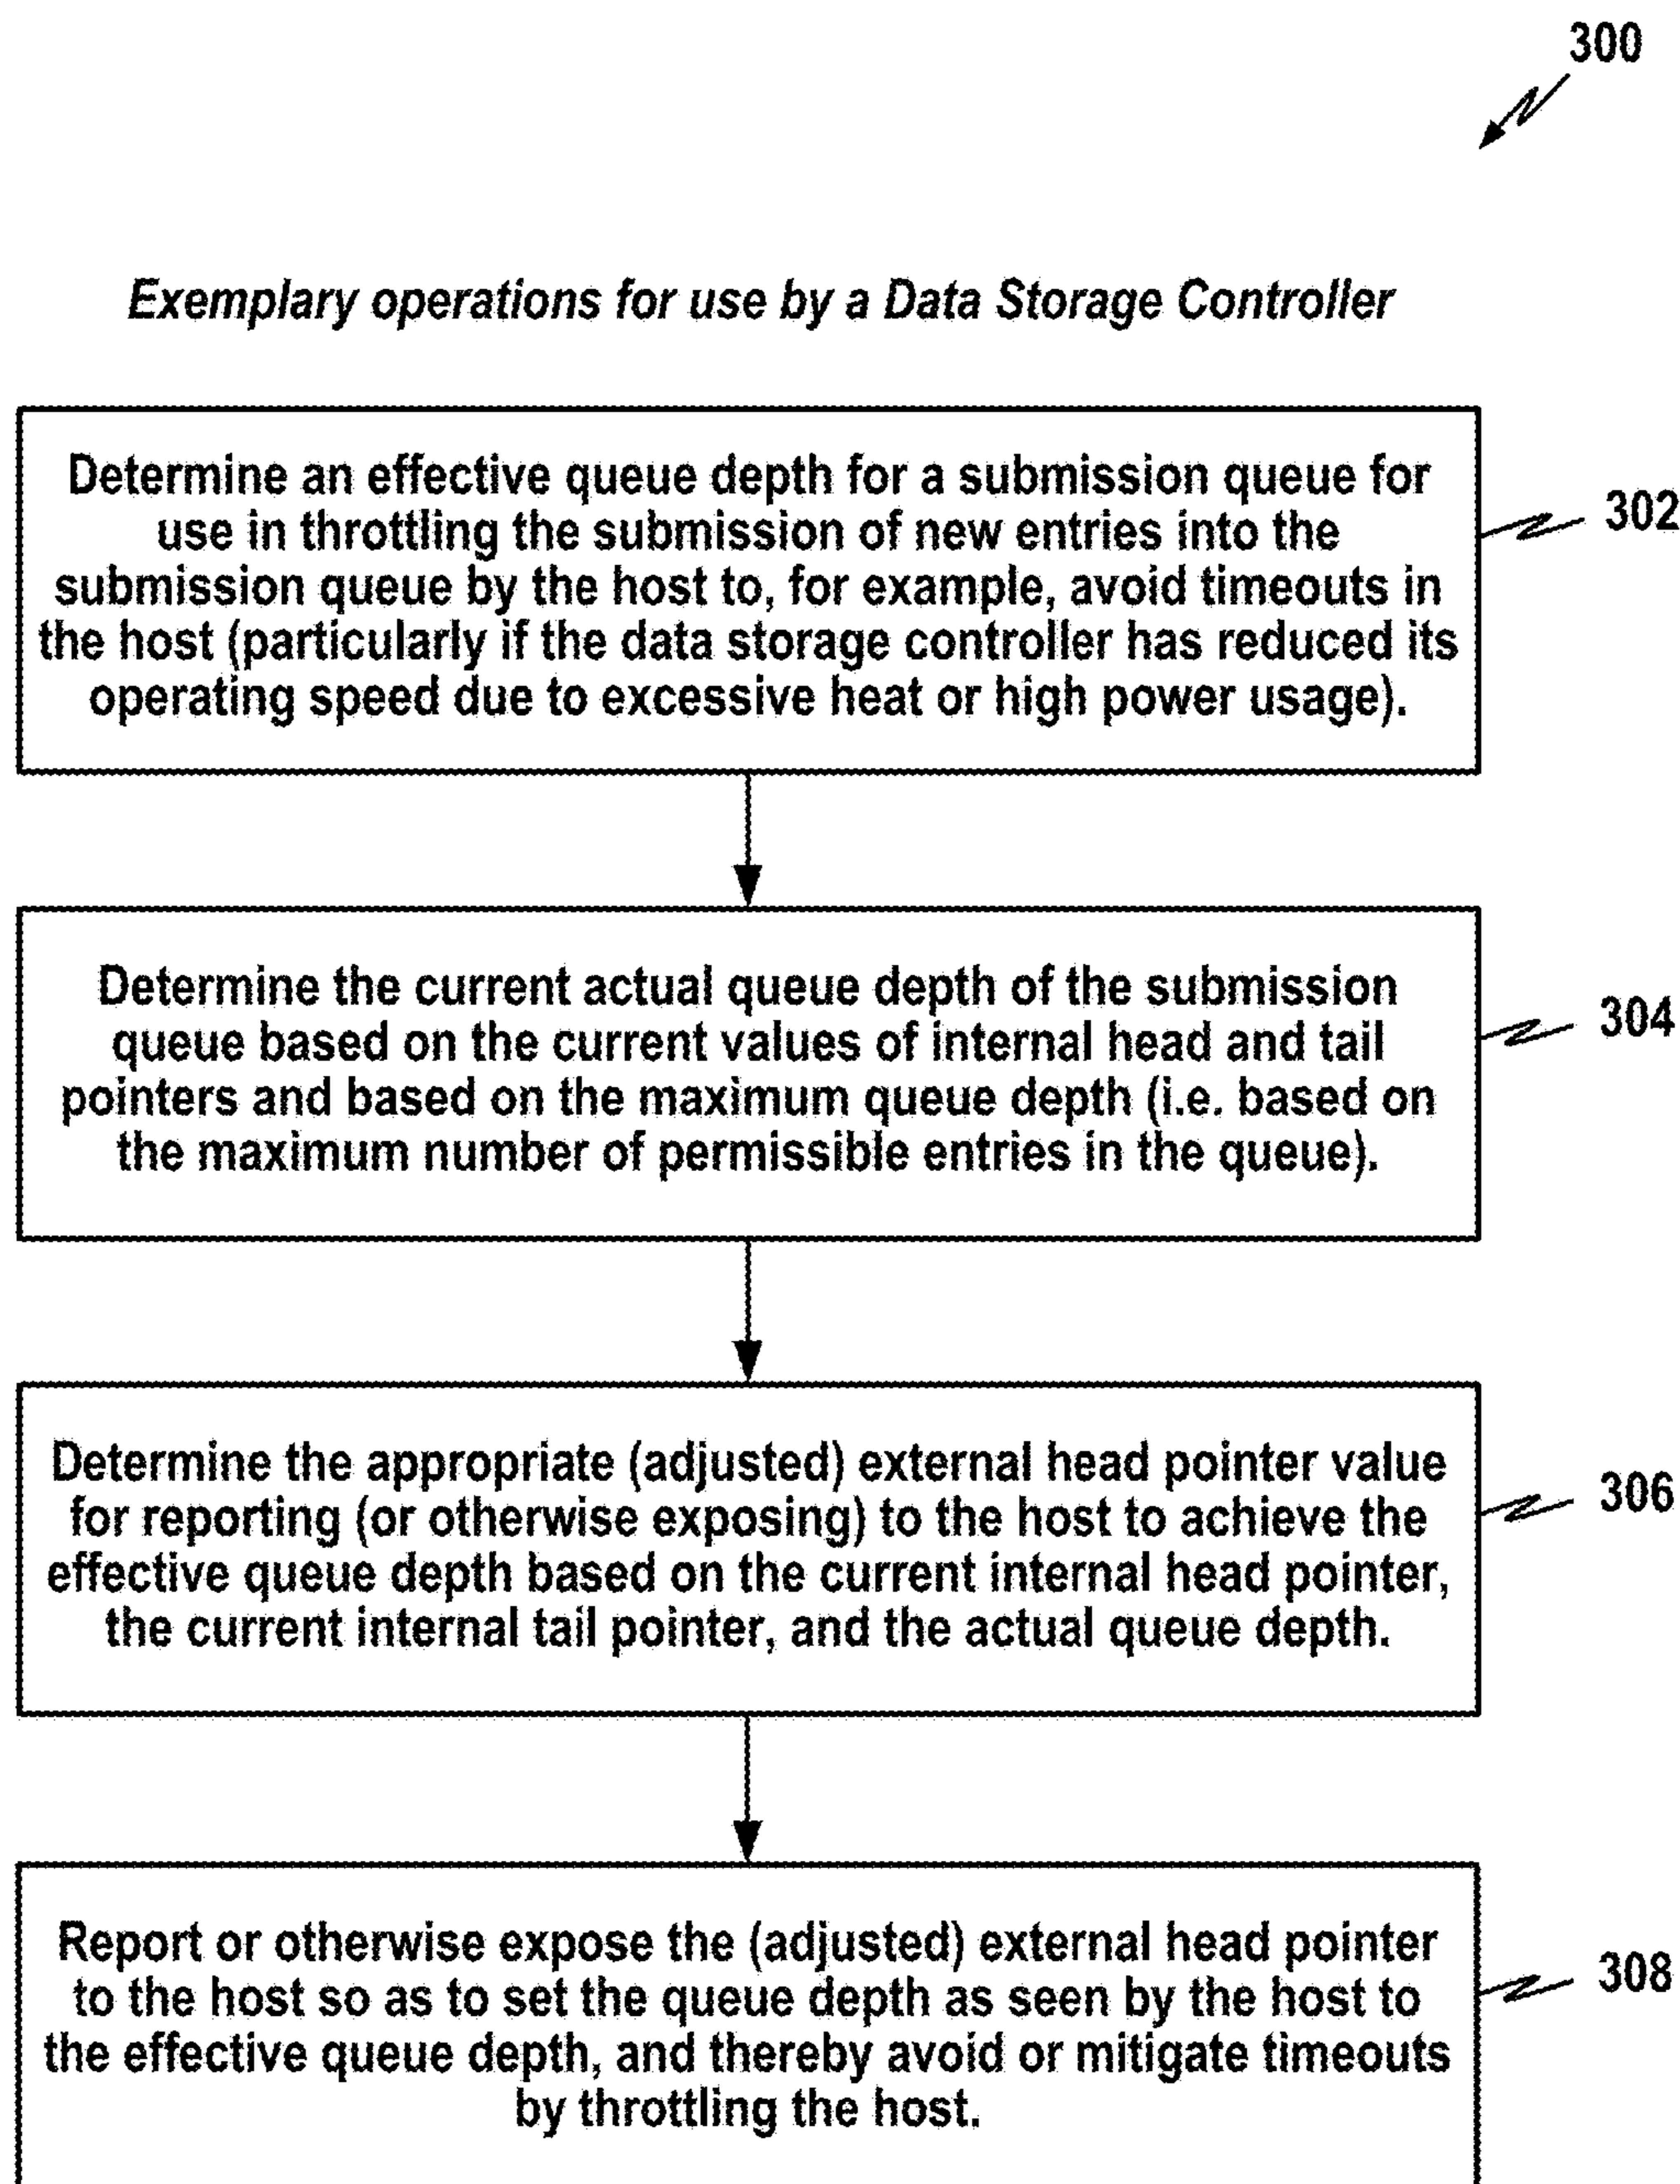 300
Exemplary operations for use by a Data Storage Controller
Determine an effective queue depth for a submission queue for
use in throttling the submission of new entries into the
submission queue by the host to, for example, avoid timeouts in
the host (particularly if the data storage controller has reduced its
operating speed due to excessive heat or high power usage).
302
Determine the current actual queue depth of the submission
queue based on the current values of internal head and tail
pointers and based on the maximum queue depth (i.e. based on
the maximum number of permissible entries in the queue).
304
Determine the appropriate (adjusted) external head pointer value
for reporting (or otherwise exposing) to the host to achieve the
effective queue depth based on the current internal head pointer,
the current internal tail pointer, and the actual queue depth.
306
Report or otherwise expose the (adjusted) external head pointer
to the host so as to set the queue depth as seen by the host to
the effective queue depth, and thereby avoid or mitigate timeouts
by throttling the host.
308